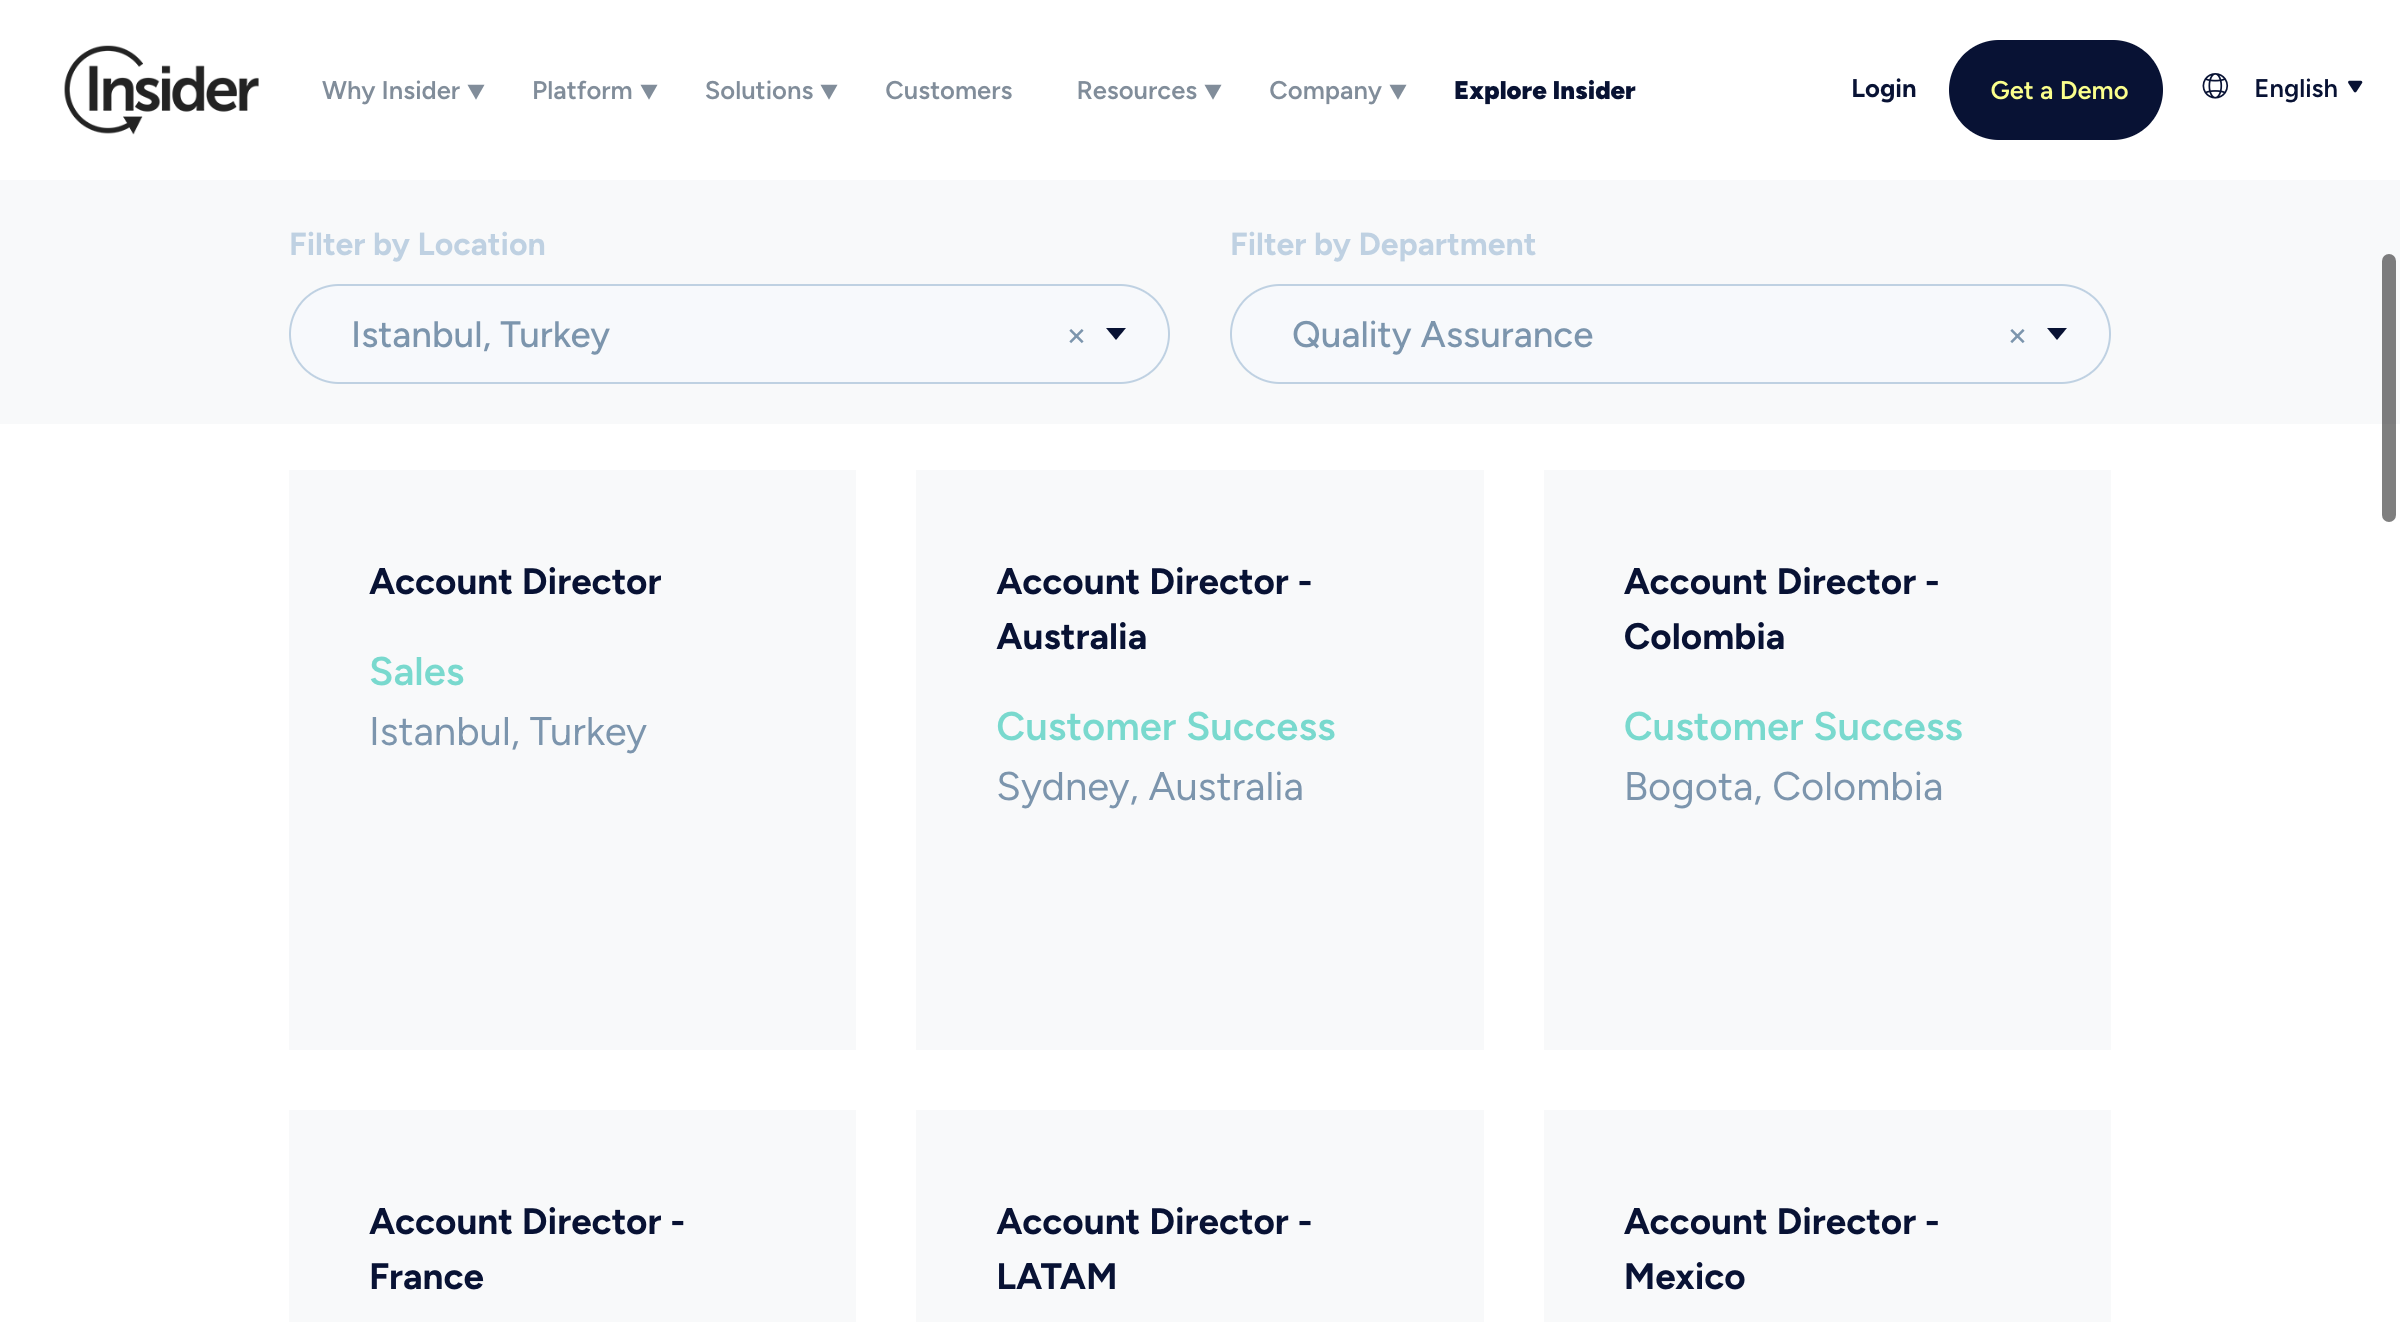 Insider
Why Insider Platform Solutions Customers Resources Company Explore Insider Login Get a Demo English
Filter by Location
Istanbul, Turkey ×
Filter by Department
Quality Assurance ×
Account Director
Sales
Istanbul, Turkey
Account Director -
Australia
Customer Success
Sydney, Australia
Account Director -
Colombia
Customer Success
Bogota, Colombia
Account Director -
France
Account Director -
LATAM
Account Director -
Mexico